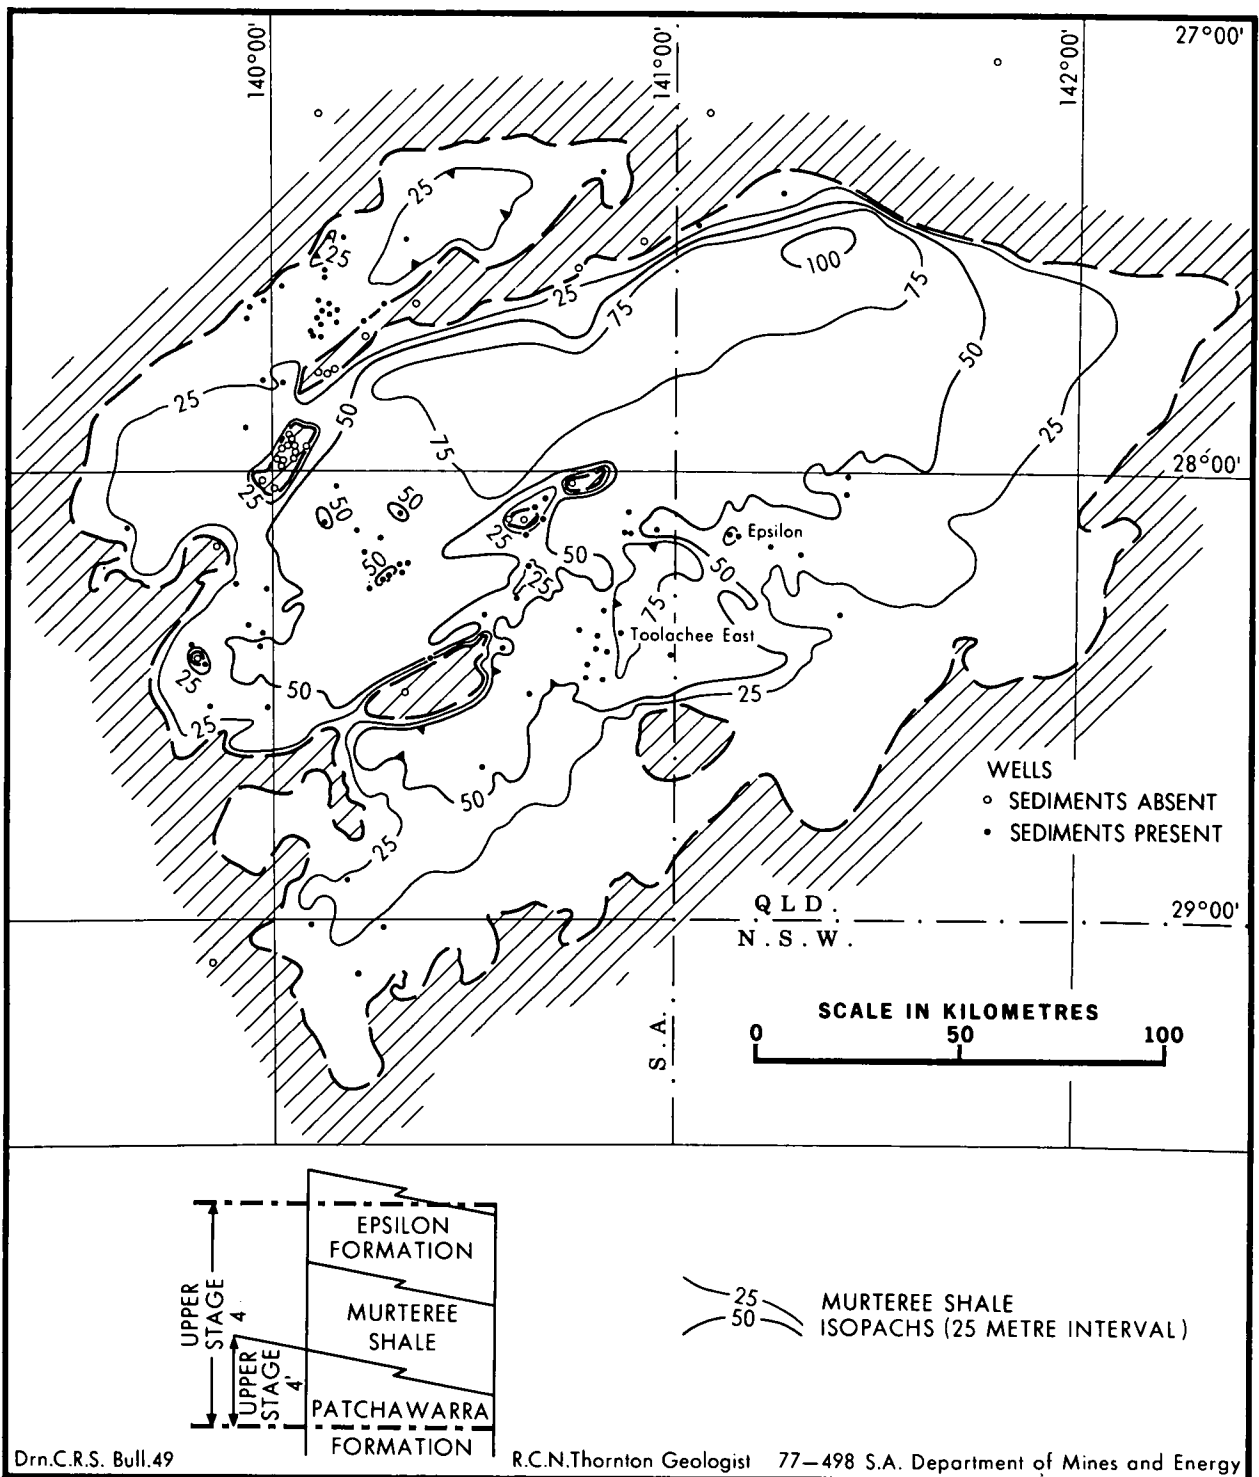 140°00'
141°00'
142°00'
27°00'
25
25
25
75
100
75
50
25
50
75
25
28°00'
25
50
50
25
50
50
Epsilon
25
50
75
Toolachee East
25
50
25
25
50
25
WELLS
SEDIMENTS ABSENT
SEDIMENTS PRESENT
QLD.
N.S.W.
29°00'
S.A.
SCALE IN KILOMETRES
0 50 100
UPPER STAGE 4
UPPER STAGE 4'
EPSILON
FORMATION
MURTEREE
SHALE
PATCHAWARRA
FORMATION
25
50
MURTEREE SHALE
ISOPACHS (25 METRE INTERVAL)
Drn.C.R.S. Bull.49
R.C.N.Thornton Geologist 77–498 S.A. Department of Mines and Energy